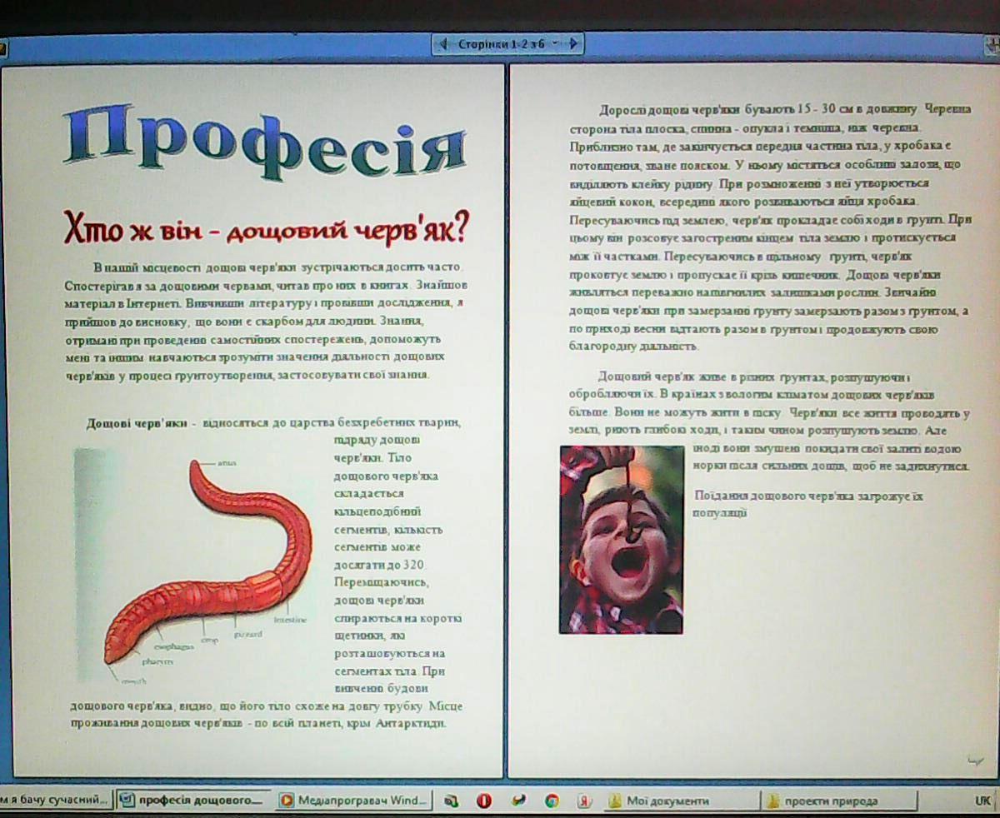 Сторінки 1-2 з 6
Професія
Хто ж він – дощовий черв'як?
В нашій місцевості дощові черв'яки зустрічаються досить часто.
Спостерігав я за дощовими червами, читав про них в книгах. Знайшов
матеріал в Інтернеті. Вивчивши літературу і провівши дослідження, я
прийшов до висновку, що вони є скарбом для людини. Знання,
отримані при проведенні самостійних спостережень, допоможуть
мені та іншим навчаються зрозуміти значення діяльності дощових
черв'яків у процесі ґрунтоутворення, застосовувати свої знання.
Дощові черв'яки - відносяться до царства безхребетних тварин,
підряду дощові
черв'яки. Тіло
дощового черв'яка
складається
кільцеподібний
сегментів, кількість
сегментів може
досягати до 320.
Переміщаючись,
дощові черв'яки
спираються на короткі
щетинки, які
розташовуються на
сегментах тіла. При
вивченні будови
дощового черв'яка, видно, що його тіло схоже на довгу трубку. Місце
проживання дощових черв'яків - по всій планеті, крім Антарктиди.
anus
Intestine
gizzard
crop
esophagus
pharynx
mouth
Дорослі дощові черв'яки бувають 15 - 30 см в довжину. Черевна
сторона тіла плоска, спинна - опукла і темніша, ніж черевна.
Приблизно там, де закінчується передня частина тіла, у хробака є
потовщення, зване пояском. У ньому містяться особливі залози, що
виділяють клейку рідину. При розмноженні з неї утворюється
яйцевий кокон, всередині якого розвиваються яйця хробака.
Пересуваючись під землею, черв'як прокладає собі ходи в ґрунті. При
цьому він розсовує загостреним кінцем тіла землю і протискується
між її частками. Пересуваючись в щільному ґрунті, черв'як
проковтує землю і пропускає її крізь кишечник. Дощові черв'яки
живляться переважно напівгнилих залишками рослин. Звичайно
дощові черв'яки при замерзанні ґрунту замерзають разом з ґрунтом, а
по приході весни відтають разом в ґрунтом і продовжують свою
благородну діяльність.
Дощовий черв'як живе в різних ґрунтах, розпушуючи і
обробляючи їх. В країнах з вологим кліматом дощових черв'яків
більше. Вони не можуть жити в піску. Черв'яки все життя проводять у
землі, риють глибокі ходи, і таким чином розпушують землю. Але
іноді вони змушені покидати свої залиті водою
норки після сильних дощів, щоб не задихнутися.
Поїдання дощового черв'яка загрожує їх
популяції
м я бачу сучасний...
професія дощового...
Медіапрогравач Wind...
Я
Мої документи
проекти природа
UK